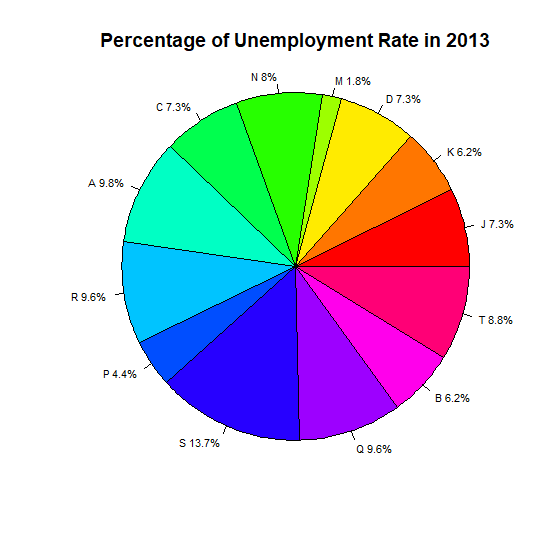 Percentage of Unemployment Rate in 2013
N 8%
M 1.8%
D 7.3%
C 7.3%
K 6.2%
A 9.8%
J 7.3%
R 9.6%
T 8.8%
P 4.4%
B 6.2%
S 13.7%
Q 9.6%